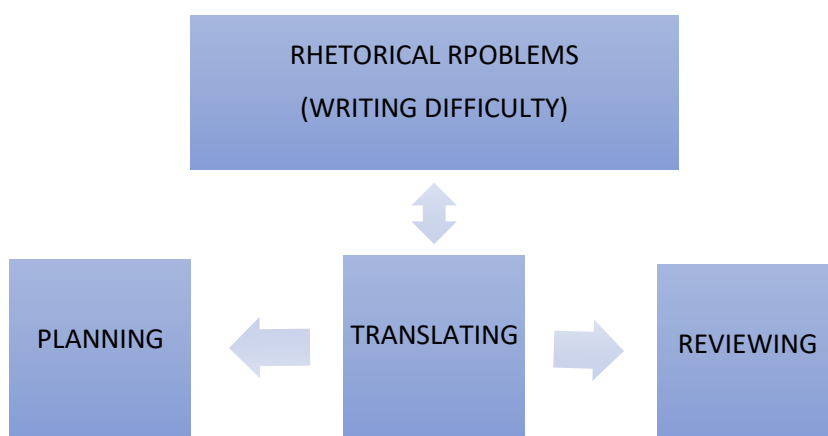 RHETORICAL RPOBLEMS
(WRITING DIFFICULTY)
PLANNING
TRANSLATING
REVIEWING